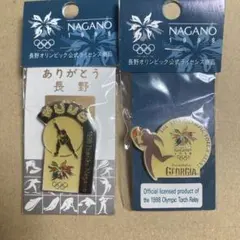 NAGANO
長野オリンピック公式ライセンス商品
ありがとう
長野
NAGANO
1998
長野オリンピック公式ライセンス商品
GEORGIA
Official licensed product of
the 1998 Olympic Torch Relay